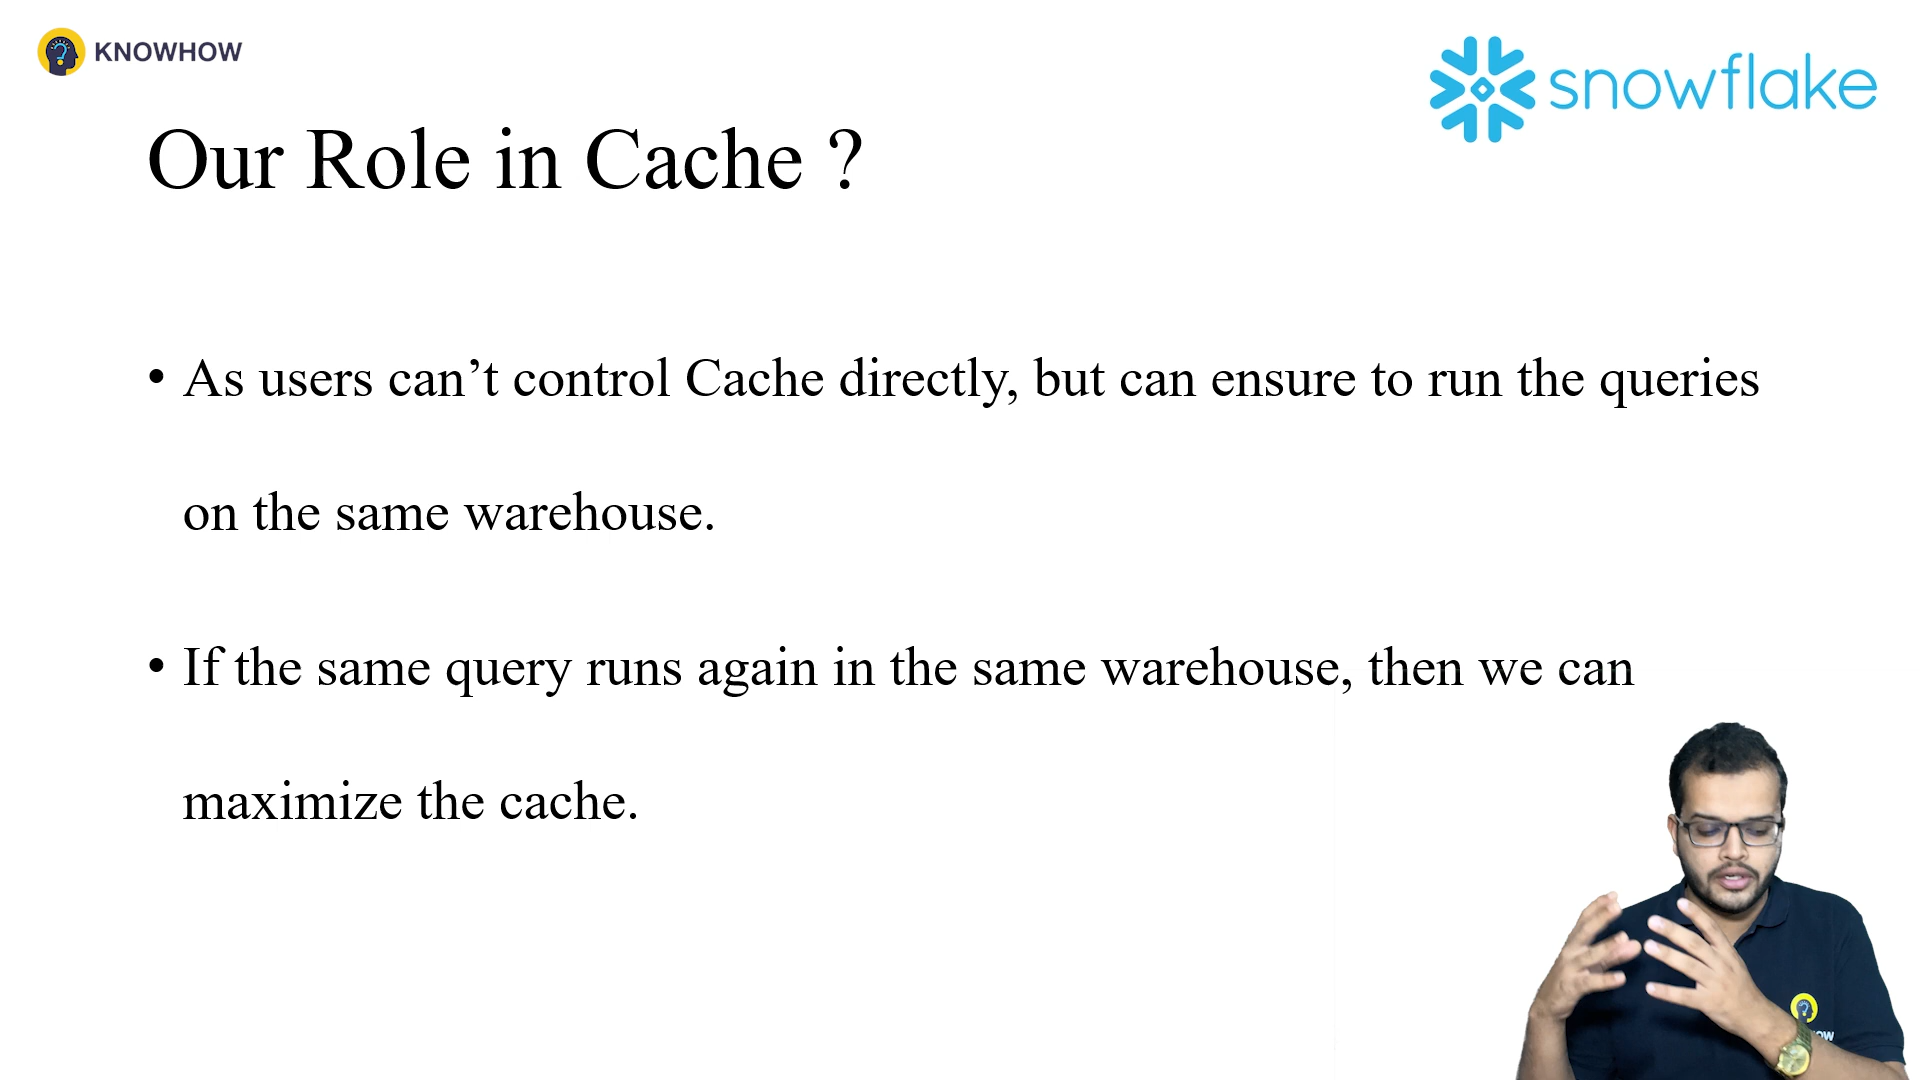 KNOWHOW
snowflake
Our Role in Cache ?
• As users can’t control Cache directly, but can ensure to run the queries
on the same warehouse.
• If the same query runs again in the same warehouse, then we can
maximize the cache.